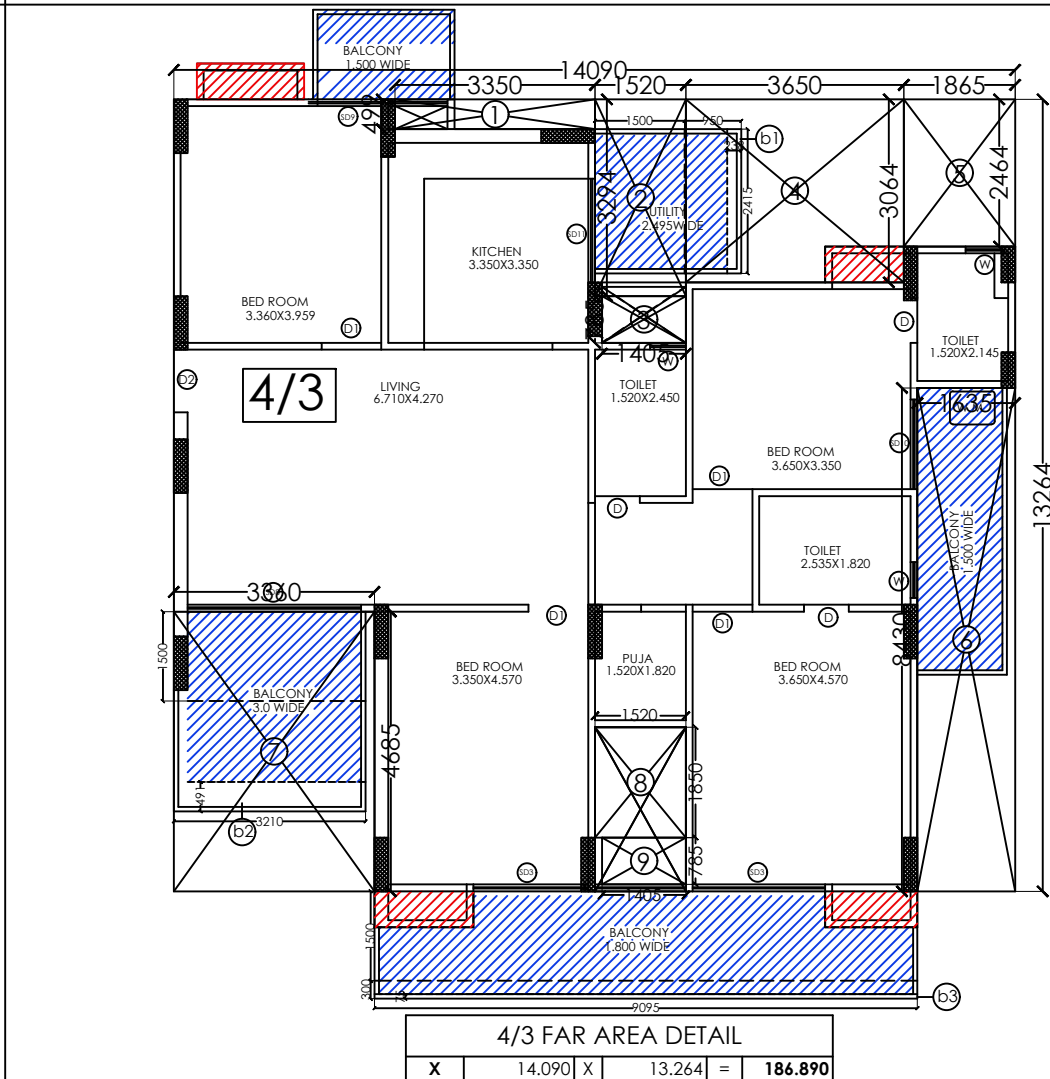 BALCONY
1.500 WIDE
14090
3350
1520
3650
1865
SD9
499
1
1500
950
b1
235
2
3294
UTILITY
2.495WIDE
2415
4
3064
5
2464
KITCHEN
3.350X3.350
SD11
BED ROOM
3.360X3.959
D1
W
3
1405
W
D
TOILET
1.520X2.145
D2
4/3
LIVING
6.710X4.270
TOILET
1.520X2.450
1635
BED ROOM
3.650X3.350
D1
D
BALCONY
1.500 WIDE
13264
TOILET
2.535X1.820
W
3360
D1
D1
D
8430
6
1500
BED ROOM
3.350X4.570
PUJA
1.520X1.820
BED ROOM
3.650X4.570
BALCONY
3.0 WIDE
7
1520
4685
8
1850
491
3210
b2
9
785
SD3
SD3
1405
BALCONY
1.800 WIDE
1500
300
75
9095
b3
4/3 FAR AREA DETAIL
X 14.090 X 13.264 = 186.890